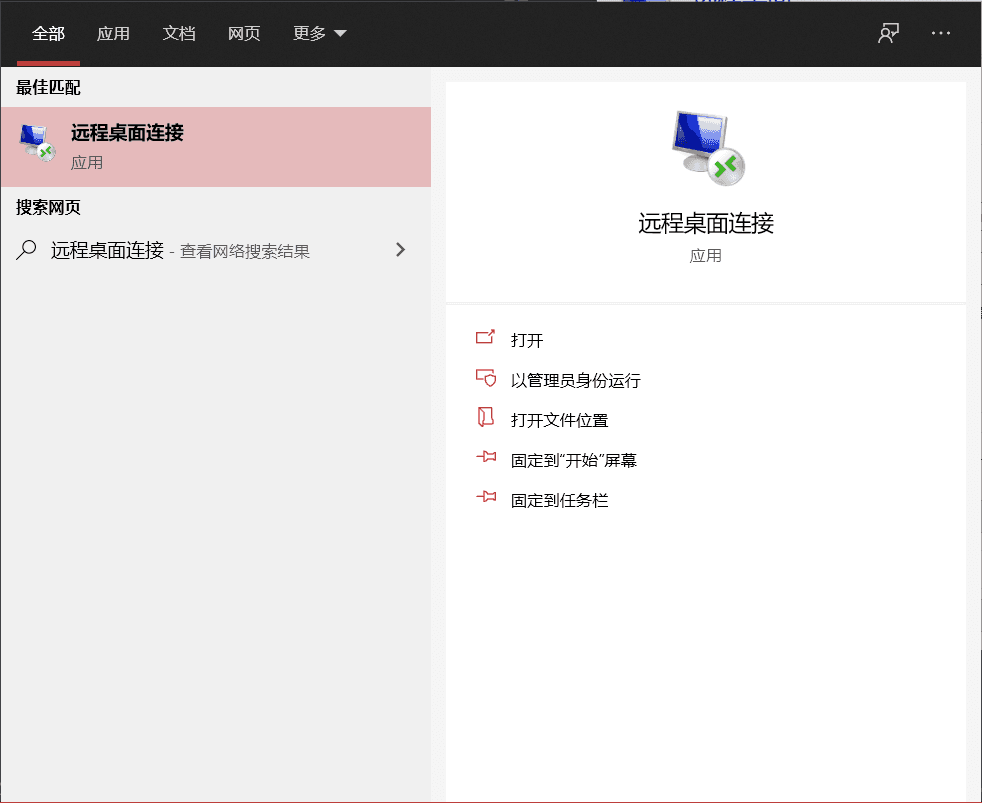 全部 应用 文档 网页 更多
最佳匹配
远程桌面连接
应用
搜索网页
远程桌面连接 - 查看网络搜索结果
远程桌面连接
应用
打开
以管理员身份运行
打开文件位置
固定到“开始”屏幕
固定到任务栏